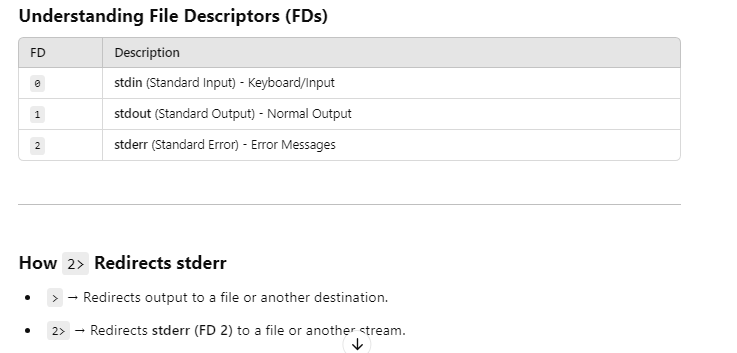 Understanding File Descriptors (FDs)
FD Description
0 stdin (Standard Input) - Keyboard/Input
1 stdout (Standard Output) - Normal Output
2 stderr (Standard Error) - Error Messages
How 2> Redirects stderr
• > → Redirects output to a file or another destination.
• 2> → Redirects stderr (FD 2) to a file or another stream.